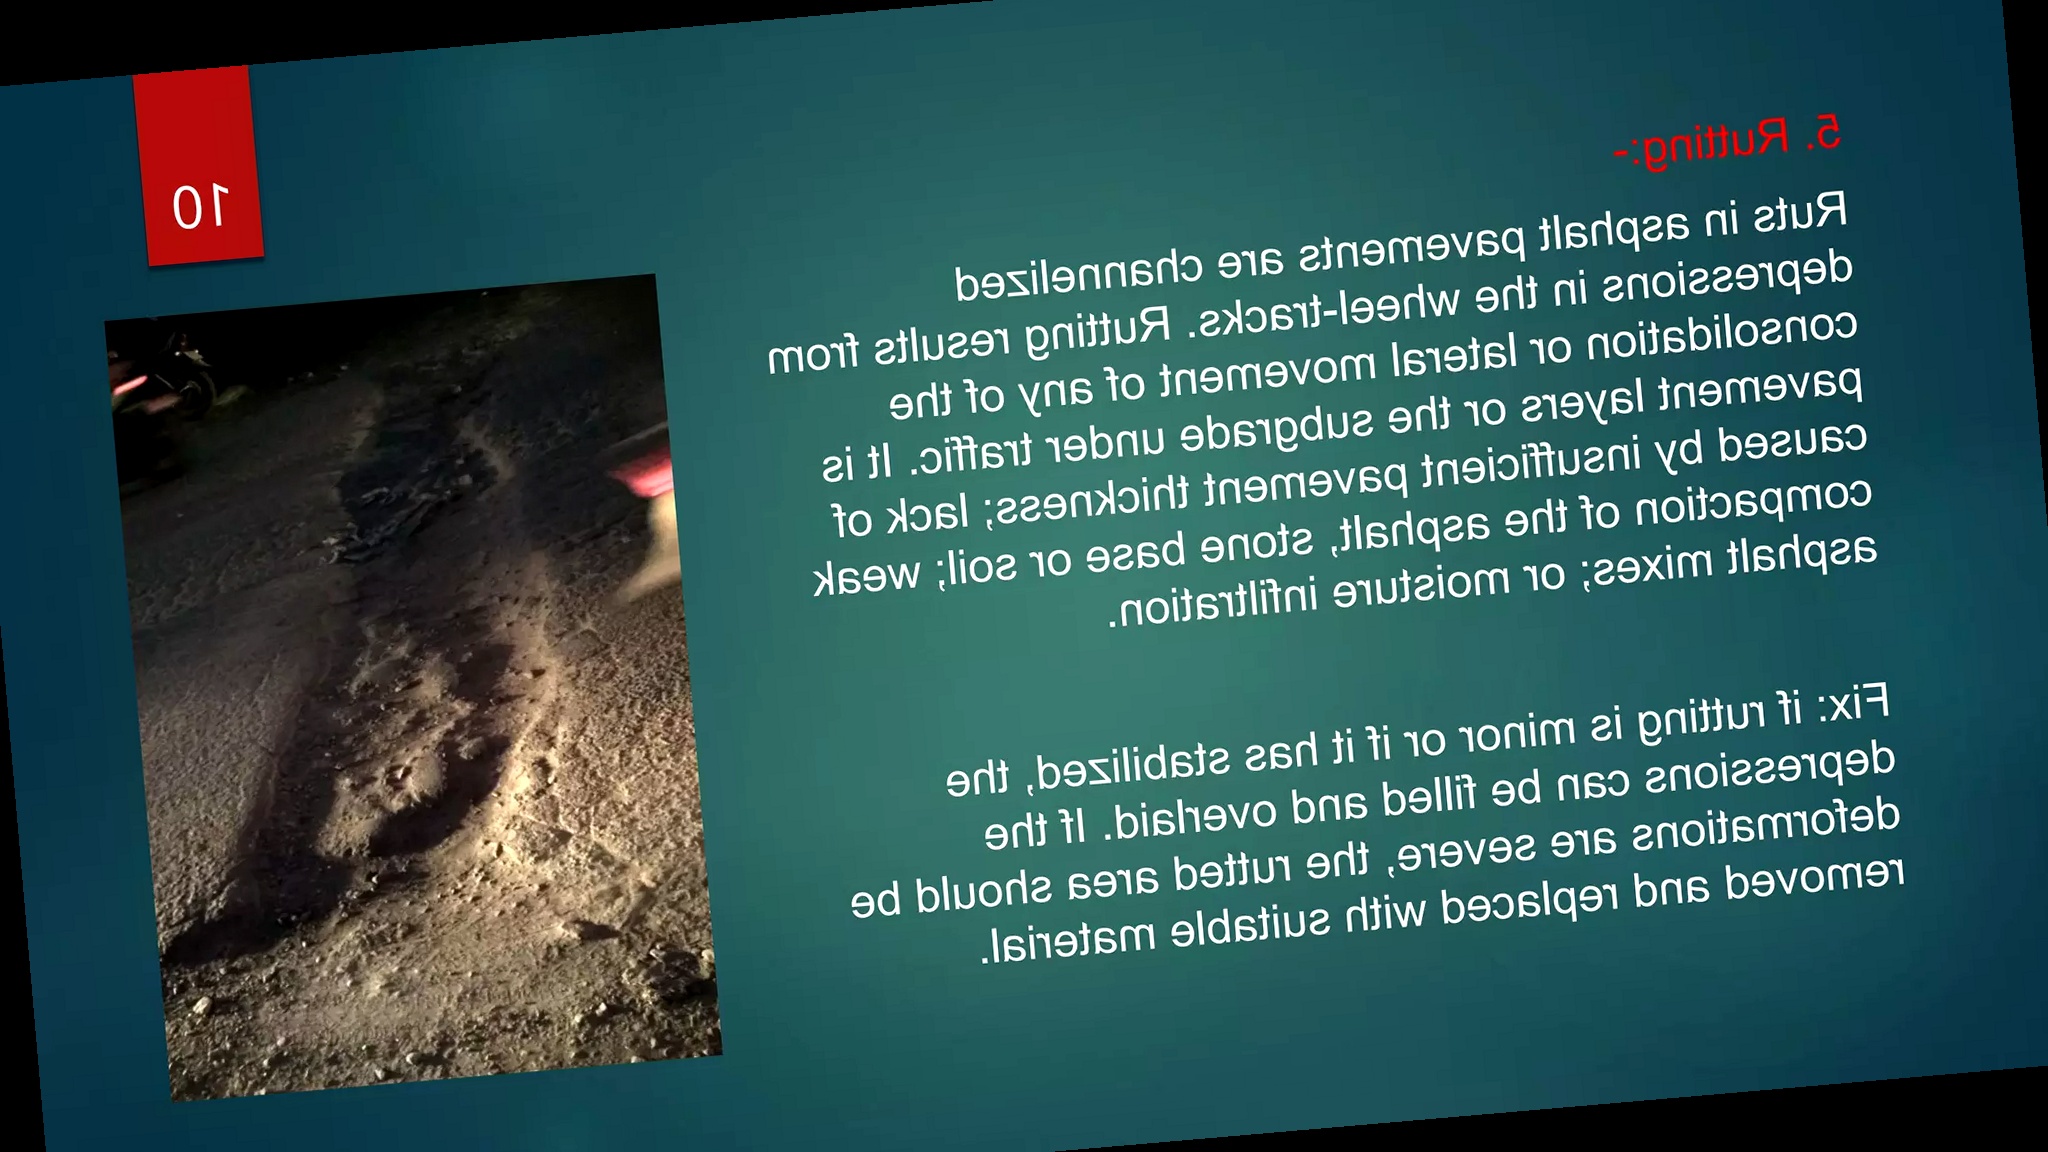 10
5. Rutting:-
Ruts in asphalt pavements are channelized
depressions in the wheel-tracks. Rutting results from
consolidation or lateral movement of any of the
pavement layers or the subgrade under traffic. It is
caused by insufficient pavement thickness; lack of
compaction of the asphalt, stone base or soil; weak
asphalt mixes; or moisture infiltration.
Fix: if rutting is minor or if it has stabilized, the
depressions can be filled and overlaid. If the
deformations are severe, the rutted area should be
removed and replaced with suitable material.